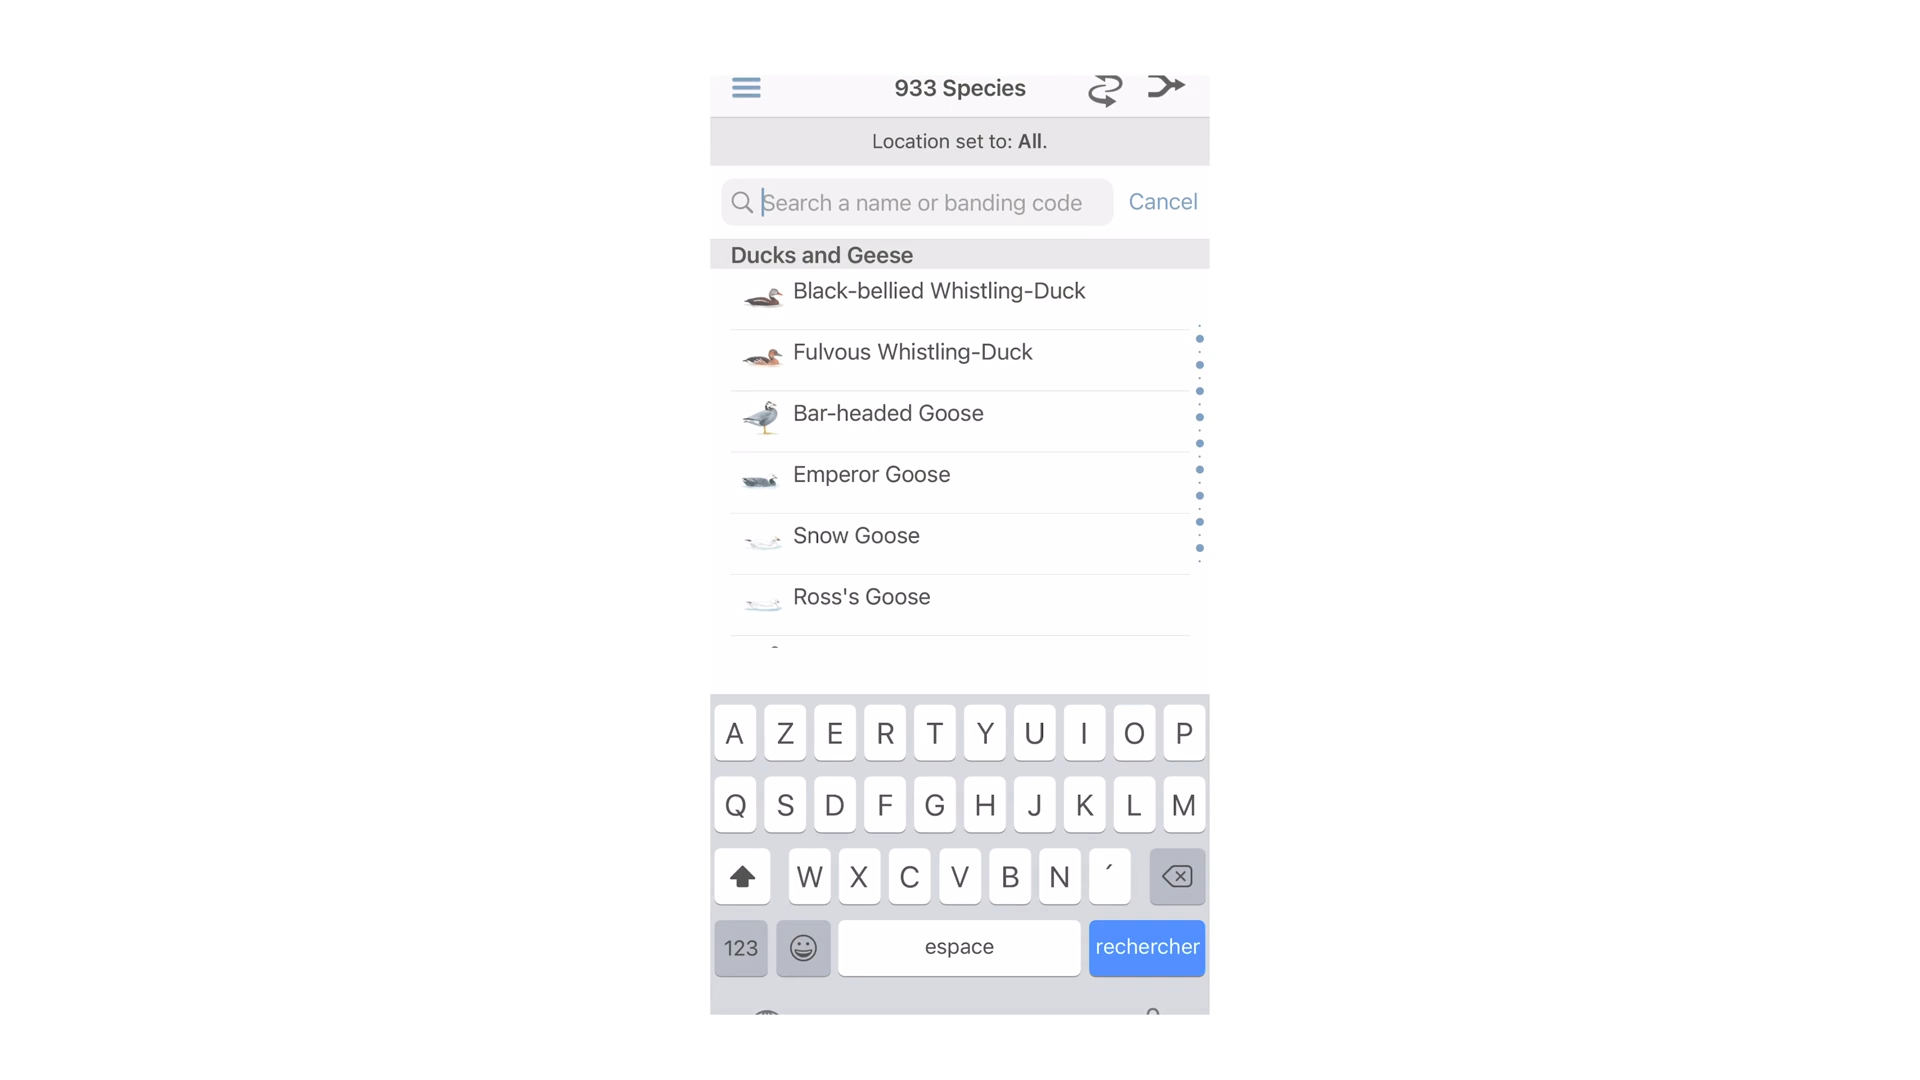 933 Species
Location set to: All.
Search a name or banding code
Cancel
Ducks and Geese
Black-bellied Whistling-Duck
Fulvous Whistling-Duck
Bar-headed Goose
Emperor Goose
Snow Goose
Ross's Goose
A Z E R T Y U I O P
Q S D F G H J K L M
W X C V B N ´
123 espace rechercher